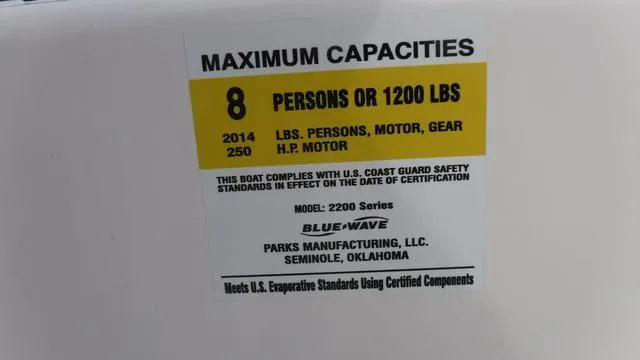 MAXIMUM CAPACITIES
8 PERSONS OR 1200 LBS
2014 LBS. PERSONS, MOTOR, GEAR
250 H.P. MOTOR
THIS BOAT COMPLIES WITH U.S. COAST GUARD SAFETY
STANDARDS IN EFFECT ON THE DATE OF CERTIFICATION
MODEL: 2200 Series
BLUE WAVE
PARKS MANUFACTURING, LLC.
SEMINOLE, OKLAHOMA
Meets U.S. Evaporative Standards Using Certified Components